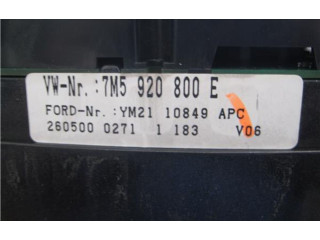 VW-Nr.:7M5 920 800 E
FORD-Nr.:YM21 10849 APC
260500 0271 1 183 V06